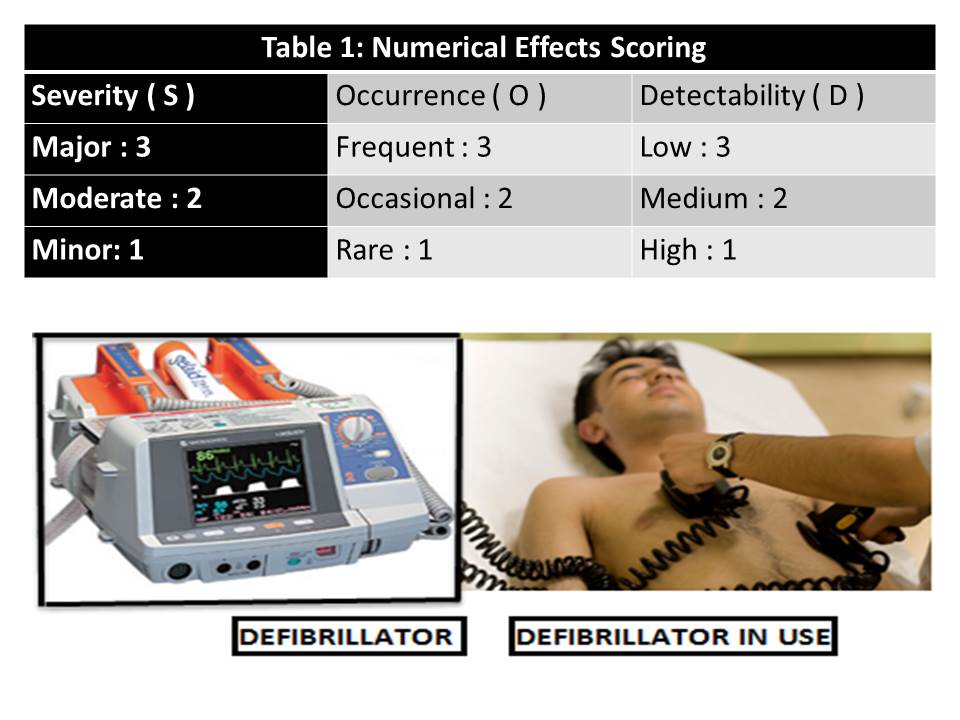 Table 1: Numerical Effects Scoring
Severity ( S ) Occurrence ( O ) Detectability ( D )
Major : 3 Frequent : 3 Low : 3
Moderate : 2 Occasional : 2 Medium : 2
Minor: 1 Rare : 1 High : 1
86
DEFIBRILLATOR
DEFIBRILLATOR IN USE